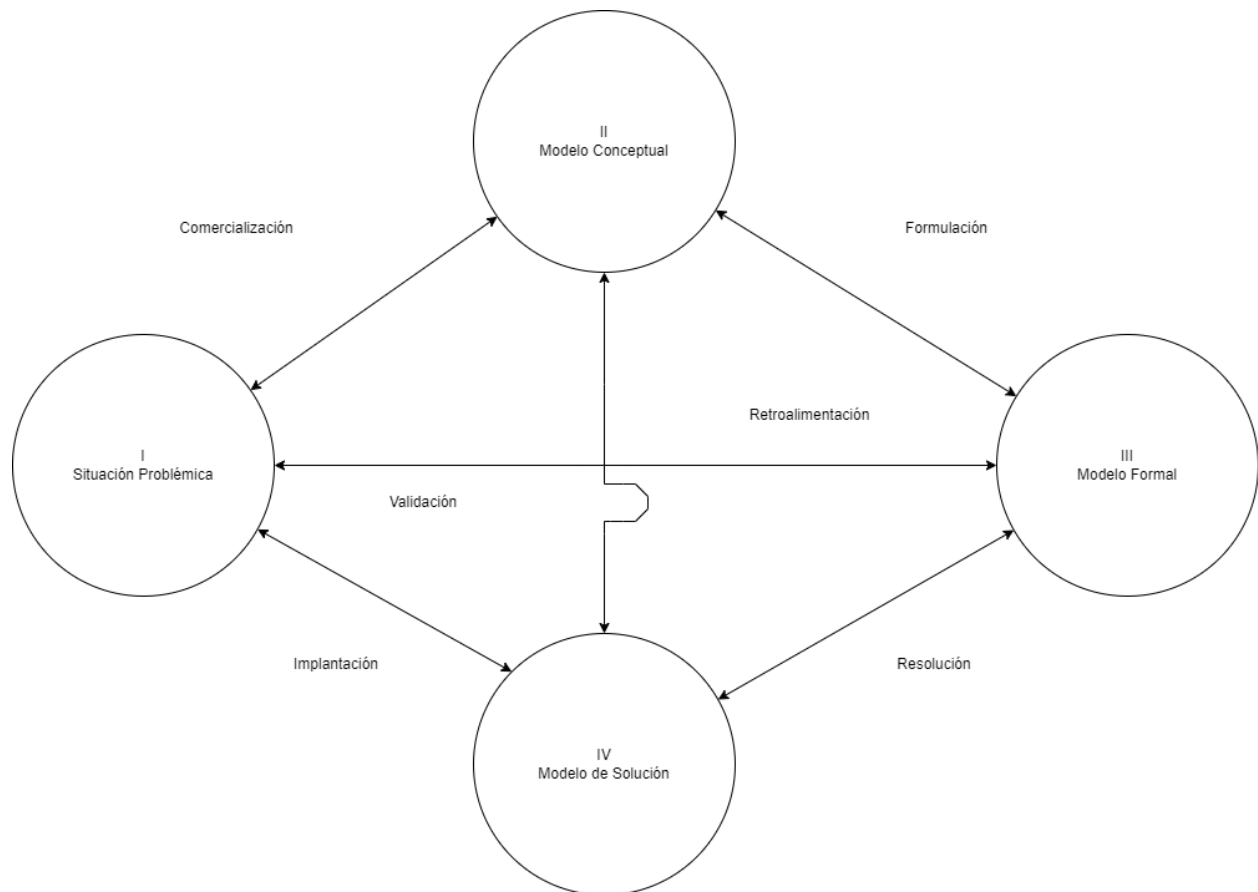 II
Modelo Conceptual
Comercialización
Formulación
Retroalimentación
I
Situación Problémica
III
Modelo Formal
Validación
Implantación
Resolución
IV
Modelo de Solución